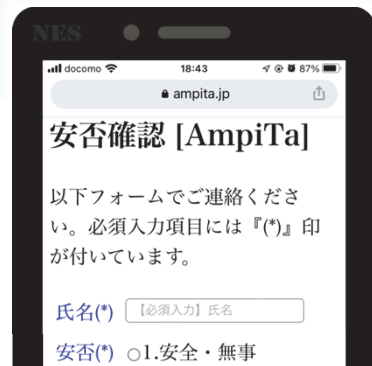 NES
docomo 18:43 87%
ampita.jp
安否確認 [AmpiTa]
以下フォームでご連絡くださ
い。必須入力項目には『(*)』印
が付いています。
氏名(*) 【必須入力】氏名
安否(*) ○1.安全・無事